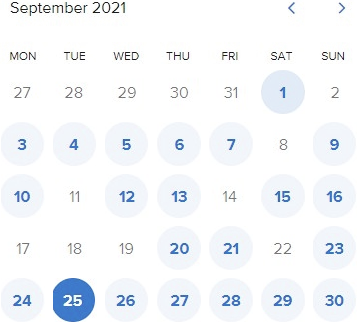 September 2021
MON TUE WED THU FRI SAT SUN
27 28 29 30 31 1 2
3 4 5 6 7 8 9
10 11 12 13 14 15 16
17 18 19 20 21 22 23
24 25 26 27 28 29 30